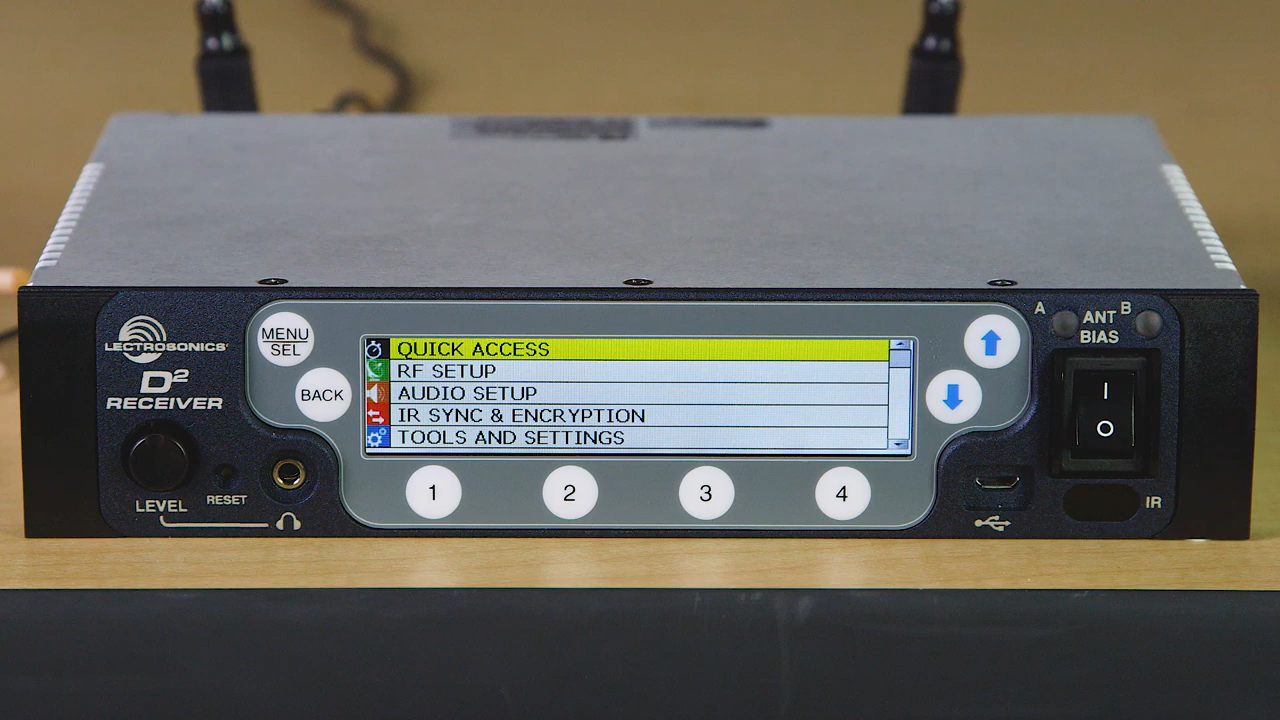 LECTROSONICS
D2
RECEIVER
LEVEL
RESET
MENU
SEL
BACK
QUICK ACCESS
RF SETUP
AUDIO SETUP
IR SYNC & ENCRYPTION
TOOLS AND SETTINGS
1
2
3
4
A
ANT
B
BIAS
I
O
IR